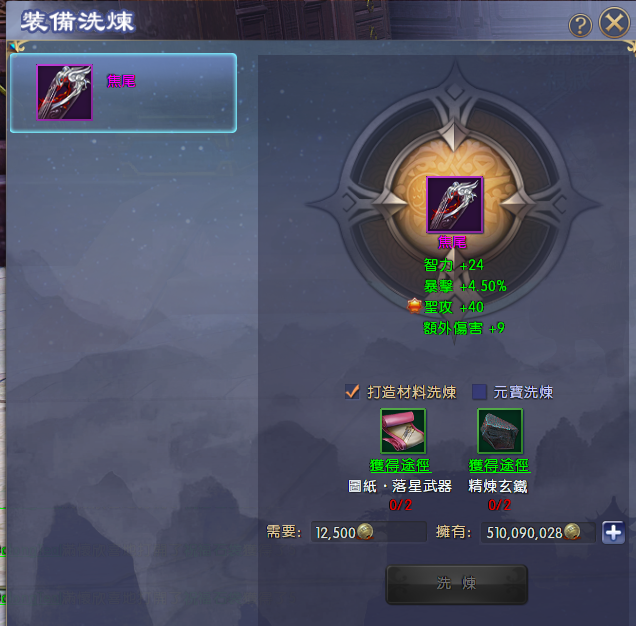 裝備洗煉
焦尾
焦尾
智力 +24
暴擊 +4.50%
聖攻 +40
額外傷害 +9
打造材料洗煉 元寶洗煉
獲得途徑 獲得途徑
圖紙·落星武器 精煉玄鐵
0/2 0/2
需要: 12,500 擁有: 510,090,028
洗 煉